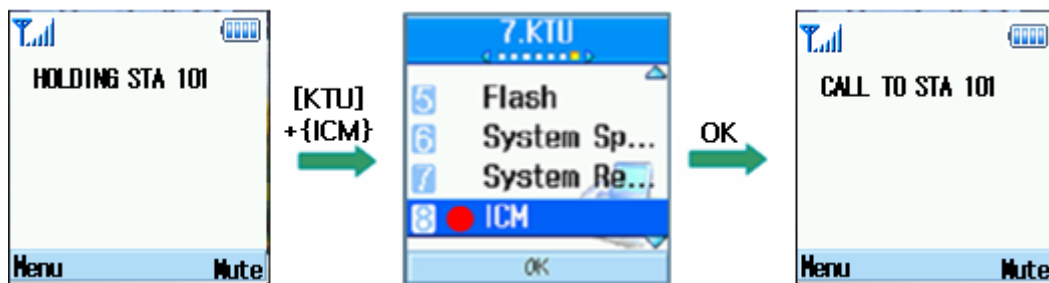 HOLDING STA 101
Menu Mute
[KTU]
+{ICM}
7.KTU
5 Flash
6 System Sp...
7 System Re...
8 ICM
OK
OK
CALL TO STA 101
Menu Mute